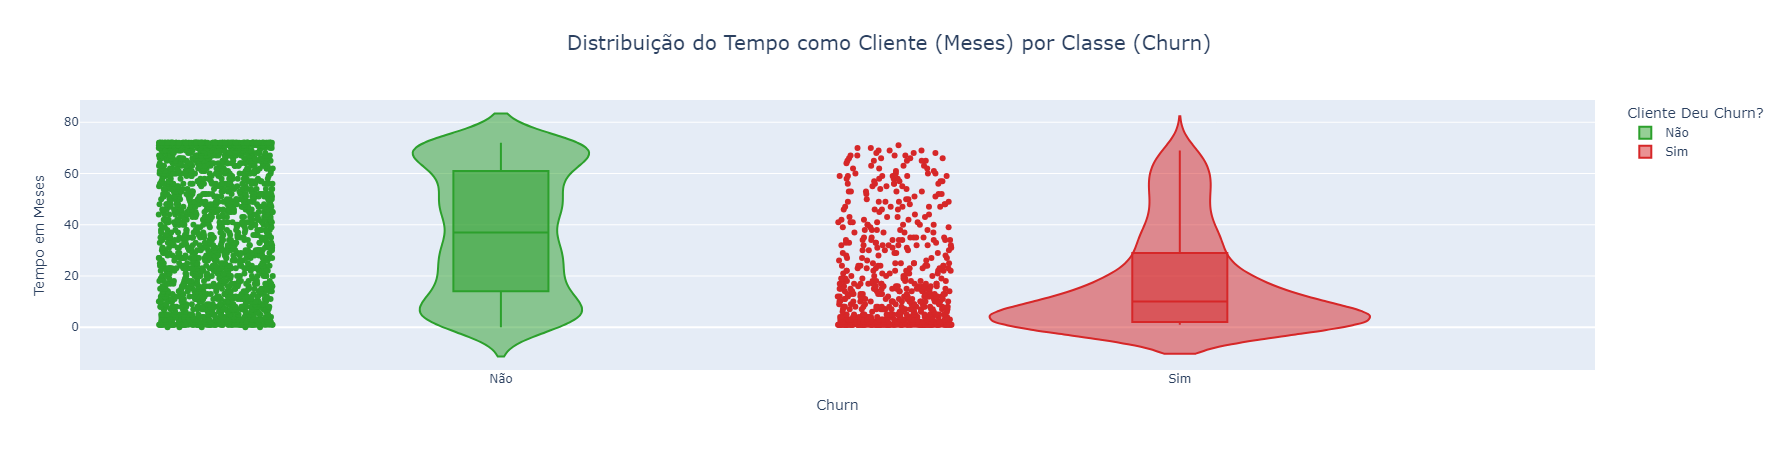 Distribuição do Tempo como Cliente (Meses) por Classe (Churn)
Cliente Deu Churn?
Não
Sim
Tempo em Meses
80
60
40
20
0
Não
Sim
Churn